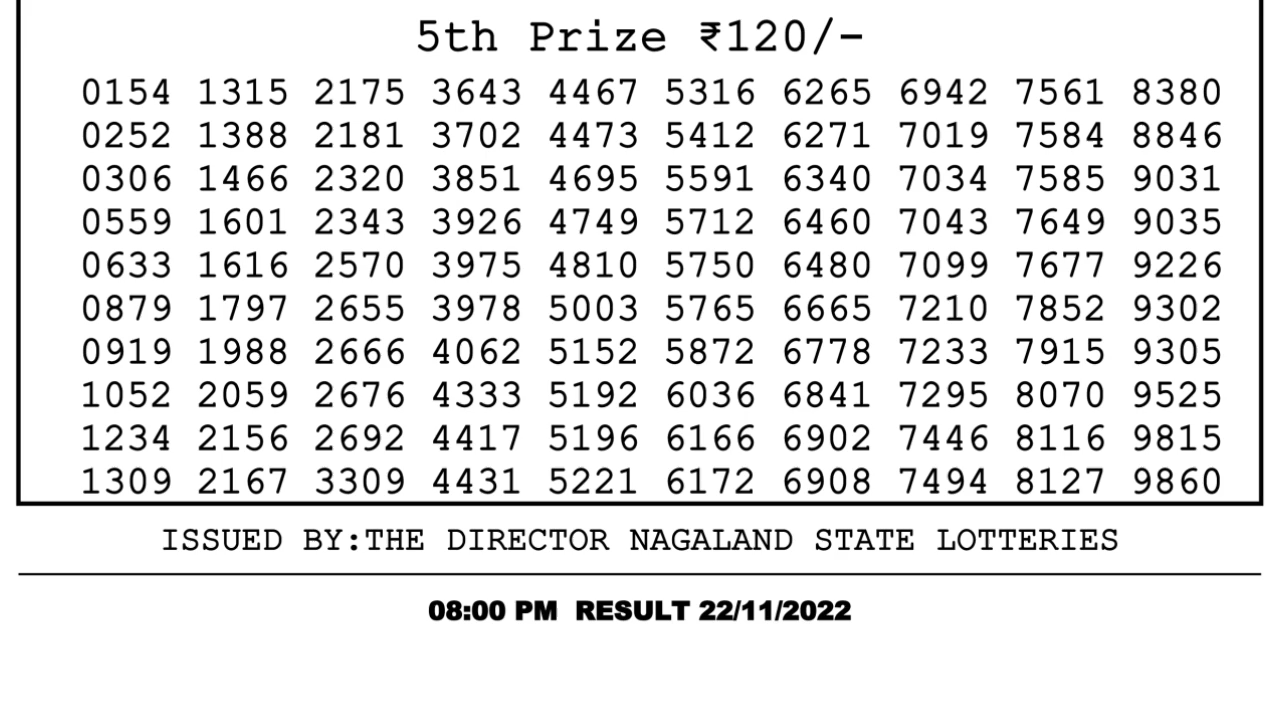 5th Prize ₹120/-
0154 1315 2175 3643 4467 5316 6265 6942 7561 8380
0252 1388 2181 3702 4473 5412 6271 7019 7584 8846
0306 1466 2320 3851 4695 5591 6340 7034 7585 9031
0559 1601 2343 3926 4749 5712 6460 7043 7649 9035
0633 1616 2570 3975 4810 5750 6480 7099 7677 9226
0879 1797 2655 3978 5003 5765 6665 7210 7852 9302
0919 1988 2666 4062 5152 5872 6778 7233 7915 9305
1052 2059 2676 4333 5192 6036 6841 7295 8070 9525
1234 2156 2692 4417 5196 6166 6902 7446 8116 9815
1309 2167 3309 4431 5221 6172 6908 7494 8127 9860
ISSUED BY:THE DIRECTOR NAGALAND STATE LOTTERIES
08:00 PM RESULT 22/11/2022